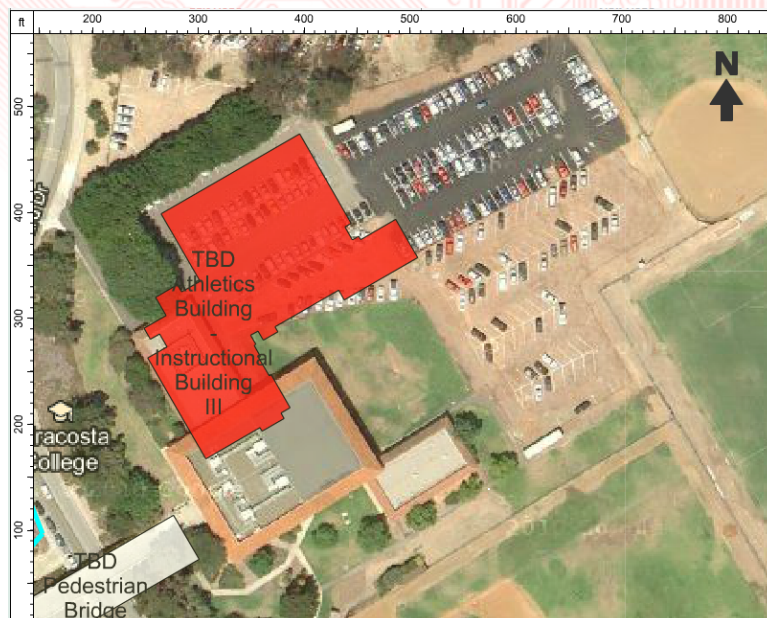 ft
200
300
400
500
600
700
800
500
400
300
200
100
N
TBD
Athletics
Building
-
Instructional
Building
III
racosta
ollege
TBD
Pedestrian
Bridge